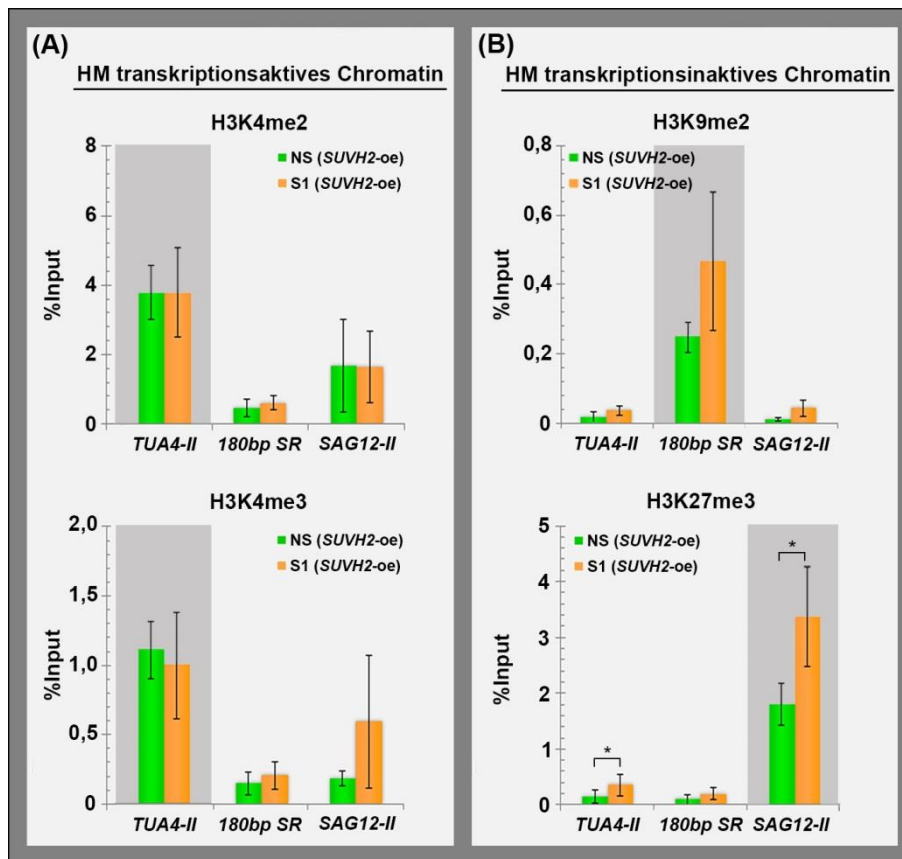 (A)
HM transkriptionsaktives Chromatin
H3K4me2
8
6
4
2
0
%Input
NS (SUVH2-oe)
S1 (SUVH2-oe)
TUA4-II 180bp SR SAG12-II
H3K4me3
2,0
1,5
1,0
0,5
0
%Input
NS (SUVH2-oe)
S1 (SUVH2-oe)
TUA4-II 180bp SR SAG12-II
(B)
HM transkriptionsinaktives Chromatin
H3K9me2
0,8
0,6
0,4
0,2
0
%Input
NS (SUVH2-oe)
S1 (SUVH2-oe)
TUA4-II 180bp SR SAG12-II
H3K27me3
5
4
3
2
1
0
%Input
NS (SUVH2-oe)
S1 (SUVH2-oe)
*
*
TUA4-II 180bp SR SAG12-II